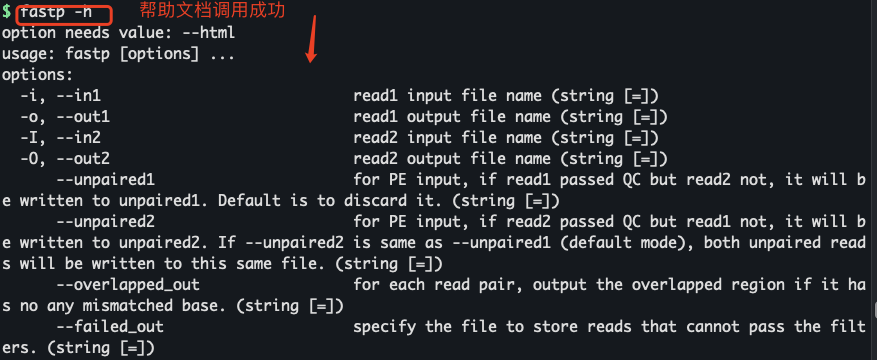 $ fastp -h 帮助文档调用成功
option needs value: --html
usage: fastp [options] ...
options:
-i, --in1 read1 input file name (string [=])
-o, --out1 read1 output file name (string [=])
-I, --in2 read2 input file name (string [=])
-O, --out2 read2 output file name (string [=])
--unpaired1 for PE input, if read1 passed QC but read2 not, it will b
e written to unpaired1. Default is to discard it. (string [=])
--unpaired2 for PE input, if read2 passed QC but read1 not, it will b
e written to unpaired2. If --unpaired2 is same as --unpaired1 (default mode), both unpaired read
s will be written to this same file. (string [=])
--overlapped_out for each read pair, output the overlapped region if it ha
s no any mismatched base. (string [=])
--failed_out specify the file to store reads that cannot pass the filt
ers. (string [=])